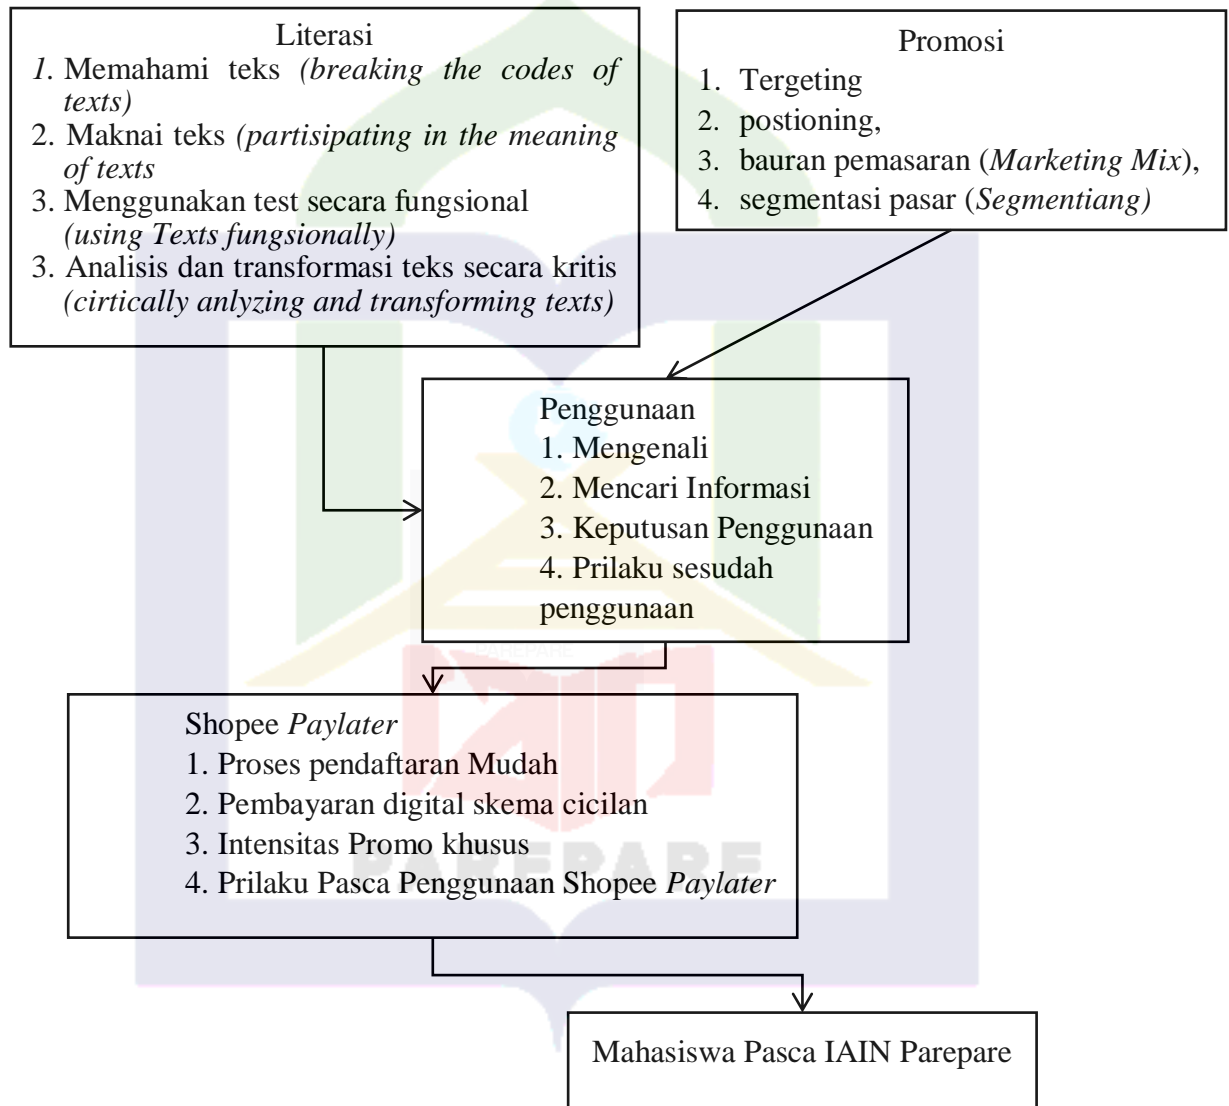 Literasi
1. Memahami teks (breaking the codes of
texts)
2. Maknai teks (partisipating in the meaning
of texts
3. Menggunakan test secara fungsional
(using Texts fungsionally)
3. Analisis dan transformasi teks secara kritis
(cirtically anlyzing and transforming texts)
Promosi
1. Tergeting
2. postioning,
3. bauran pemasaran (Marketing Mix),
4. segmentasi pasar (Segmentiang)
Penggunaan
1. Mengenali
2. Mencari Informasi
3. Keputusan Penggunaan
4. Prilaku sesudah
penggunaan
PAREPARE
Shopee Paylater
1. Proses pendaftaran Mudah
2. Pembayaran digital skema cicilan
3. Intensitas Promo khusus
4. Prilaku Pasca Penggunaan Shopee Paylater
PAREPARE
Mahasiswa Pasca IAIN Parepare